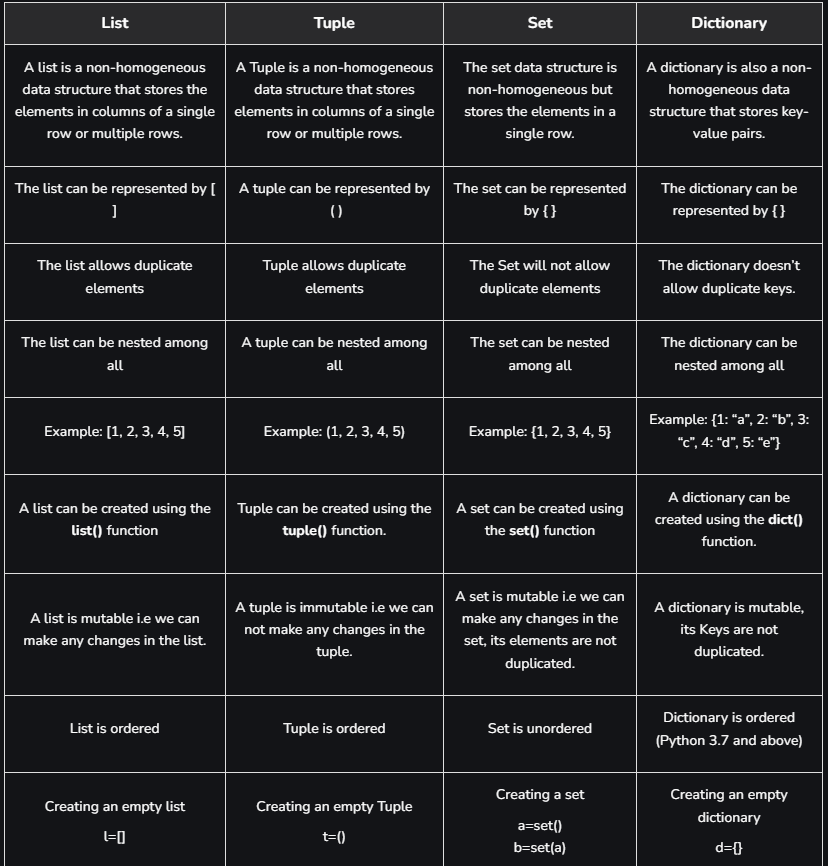 List
Tuple
Set
Dictionary
A list is a non-homogeneous
data structure that stores the
elements in columns of a single
row or multiple rows.
A Tuple is a non-homogeneous
data structure that stores
elements in columns of a single
row or multiple rows.
The set data structure is
non-homogeneous but
stores the elements in a
single row.
A dictionary is also a non-
homogeneous data
structure that stores key-
value pairs.
The list can be represented by [
]
A tuple can be represented by
( )
The set can be represented
by { }
The dictionary can be
represented by { }
The list allows duplicate
elements
Tuple allows duplicate
elements
The Set will not allow
duplicate elements
The dictionary doesn’t
allow duplicate keys.
The list can be nested among
all
A tuple can be nested among
all
The set can be nested
among all
The dictionary can be
nested among all
Example: [1, 2, 3, 4, 5]
Example: (1, 2, 3, 4, 5)
Example: {1, 2, 3, 4, 5}
Example: {1: “a”, 2: “b”, 3:
“c”, 4: “d”, 5: “e”}
A list can be created using the
list() function
Tuple can be created using the
tuple() function.
A set can be created using
the set() function
A dictionary can be
created using the dict()
function.
A list is mutable i.e we can
make any changes in the list.
A tuple is immutable i.e we can
not make any changes in the
tuple.
A set is mutable i.e we can
make any changes in the
set, its elements are not
duplicated.
A dictionary is mutable,
its Keys are not
duplicated.
List is ordered
Tuple is ordered
Set is unordered
Dictionary is ordered
(Python 3.7 and above)
Creating an empty list
l=[]
Creating an empty Tuple
t=()
Creating a set
a=set()
b=set(a)
Creating an empty
dictionary
d={}